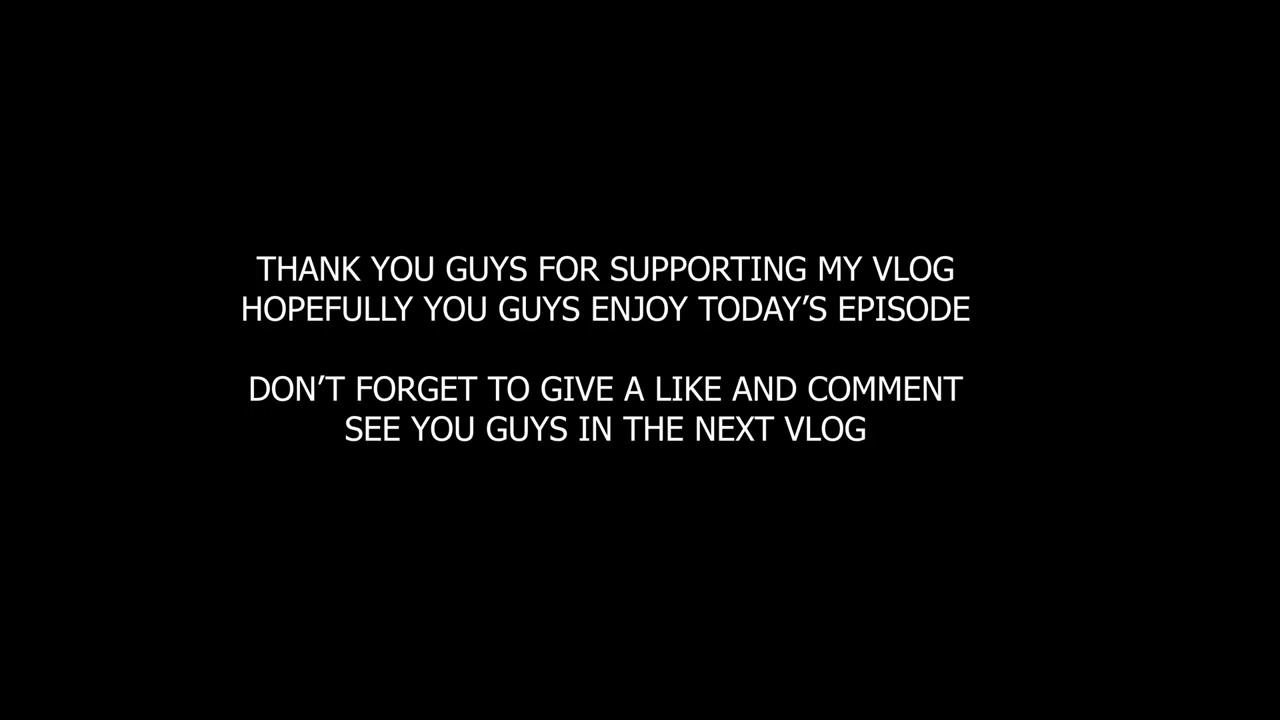 THANK YOU GUYS FOR SUPPORTING MY VLOG
HOPEFULLY YOU GUYS ENJOY TODAY’S EPISODE
DON’T FORGET TO GIVE A LIKE AND COMMENT
SEE YOU GUYS IN THE NEXT VLOG